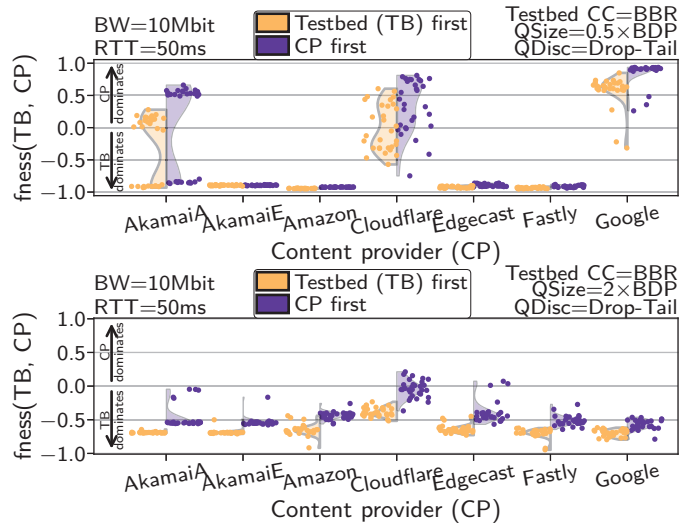 BW=10Mbit
RTT=50ms
Testbed (TB) first
CP first
Testbed CC=BBR
QSize=0.5×BDP
QDisc=Drop-Tail
fness(TB, CP)
1.0
0.5
0.0
−0.5
−1.0
CP
dominates
TB
dominates
AkamaiA
AkamaiE
Amazon
Cloudflare
Edgecast
Fastly
Google
Content provider (CP)
BW=10Mbit
RTT=50ms
Testbed (TB) first
CP first
Testbed CC=BBR
QSize=2×BDP
QDisc=Drop-Tail
fness(TB, CP)
1.0
0.5
0.0
−0.5
−1.0
CP
dominates
TB
dominates
AkamaiA
AkamaiE
Amazon
Cloudflare
Edgecast
Fastly
Google
Content provider (CP)